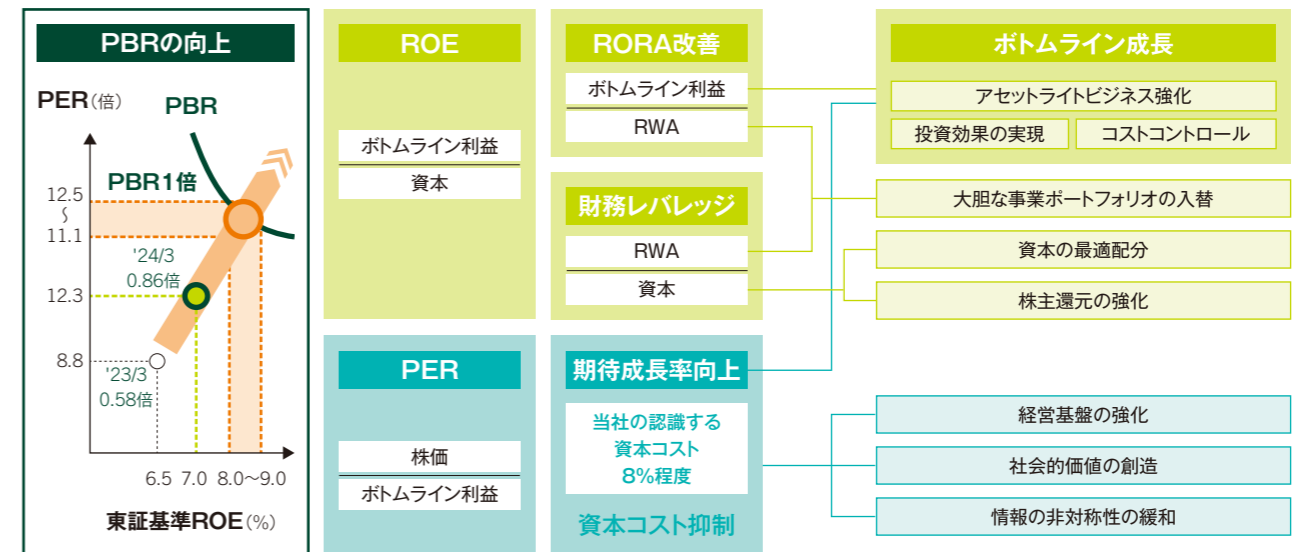 PBRの向上
PER(倍)
PBR
PBR1倍
12.5
〜
11.1
'24/3
0.86倍
12.3
8.8
'23/3
0.58倍
6.5 7.0 8.0〜9.0
東証基準ROE(%)
ROE
ボトムライン利益
資本
PER
株価
ボトムライン利益
RORA改善
ボトムライン利益
RWA
財務レバレッジ
RWA
資本
期待成長率向上
当社の認識する
資本コスト
8%程度
資本コスト抑制
ボトムライン成長
アセットライトビジネス強化
投資効果の実現
コストコントロール
大胆な事業ポートフォリオの入替
資本の最適配分
株主還元の強化
経営基盤の強化
社会的価値の創造
情報の非対称性の緩和